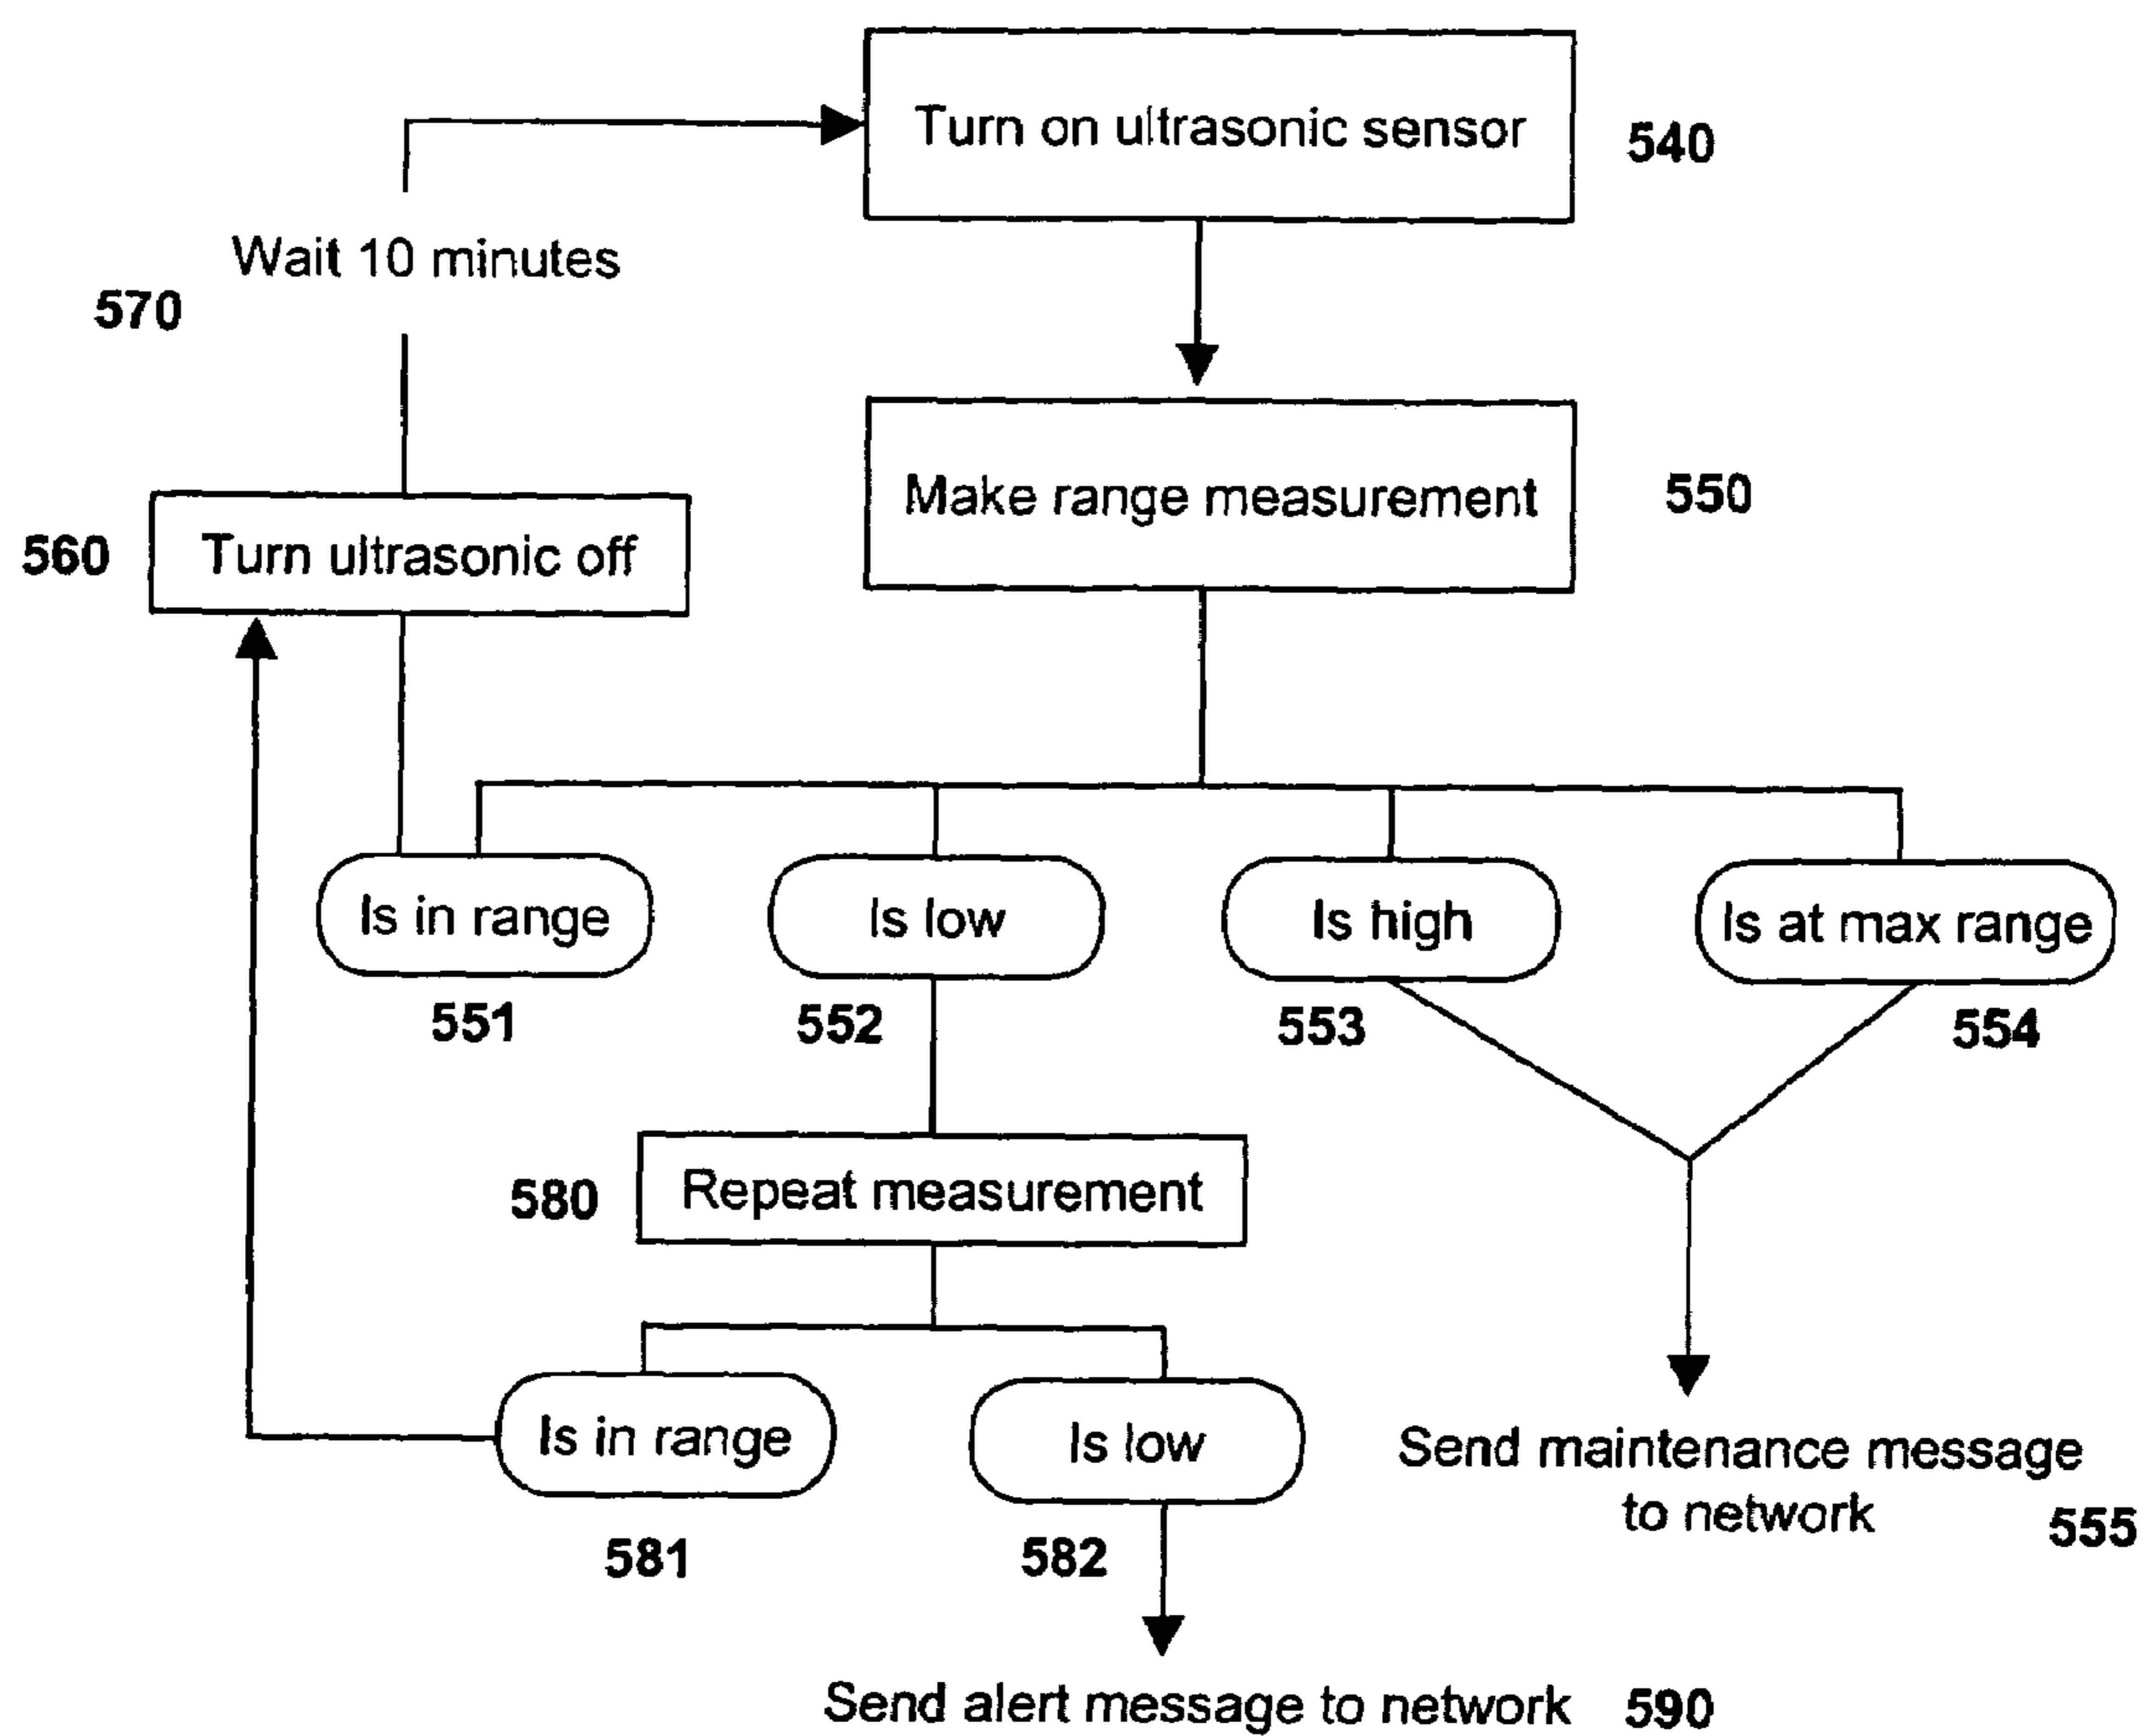 Turn on ultrasonic sensor
540
Wait 10 minutes
570
Make range measurement
550
560
Turn ultrasonic off
Is in range
Is low
Is high
Is at max range
551
552
553
554
580
Repeat measurement
Is in range
Is low
581
582
Send maintenance message
to network
555
Send alert message to network
590